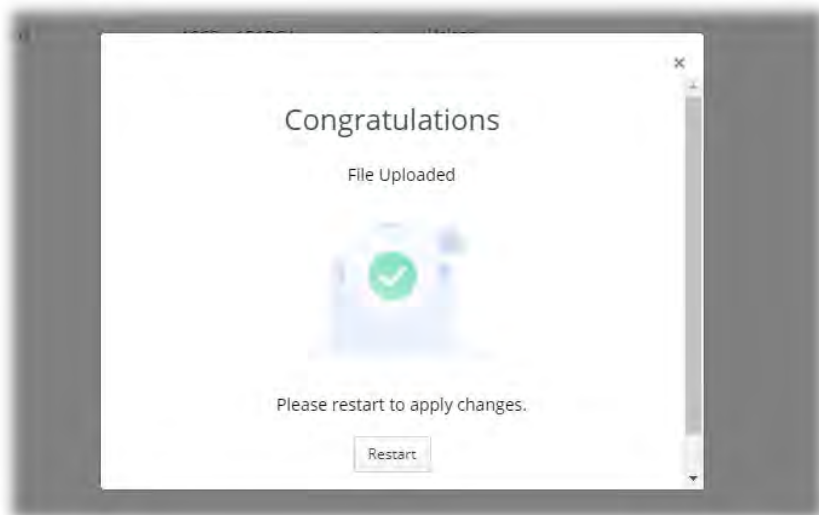 ×
Congratulations
File Uploaded
Please restart to apply changes.
Restart